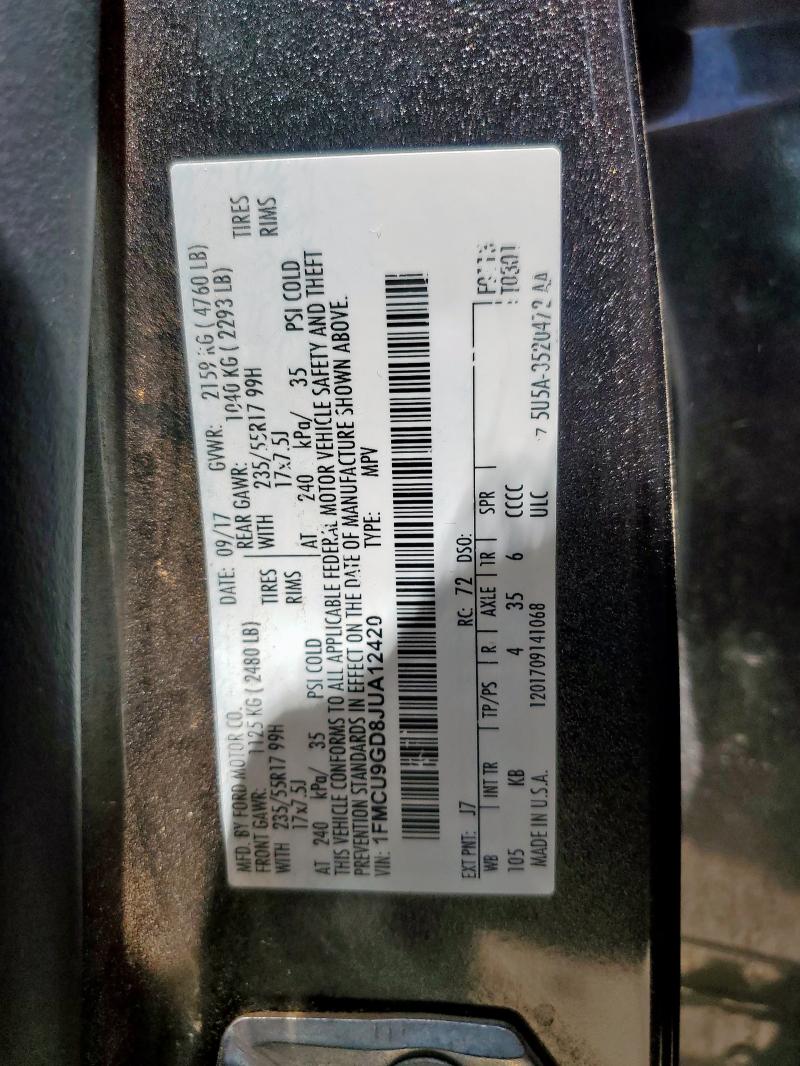 MFD. BY FORD MOTOR CO.
DATE: 09/17 GVWR: 2159 KG ( 4760 LB)
FRONT GAWR: 1125 KG ( 2480 LB) REAR GAWR: 1040 KG ( 2293 LB)
WITH 235/55R17 99H TIRES WITH 235/55R17 99H TIRES
17x7.5J RIMS 17x7.5J RIMS
AT 240 kPa/ 35 PSI COLD AT 240 kPa/ 35 PSI COLD
THIS VEHICLE CONFORMS TO ALL APPLICABLE FEDERAL MOTOR VEHICLE SAFETY AND THEFT
PREVENTION STANDARDS IN EFFECT ON THE DATE OF MANUFACTURE SHOWN ABOVE.
VIN: 1FMCU9GD8JUA12420 TYPE: MPV
EXT PNT: J7 RC: 72 DSO:
WB INT TR TP/PS R AXLE TR SPR
105 KB 4 35 6 CCCC
MADE IN U.S.A. 1201709141068 ULC
10301
5U5A-3520472 AA